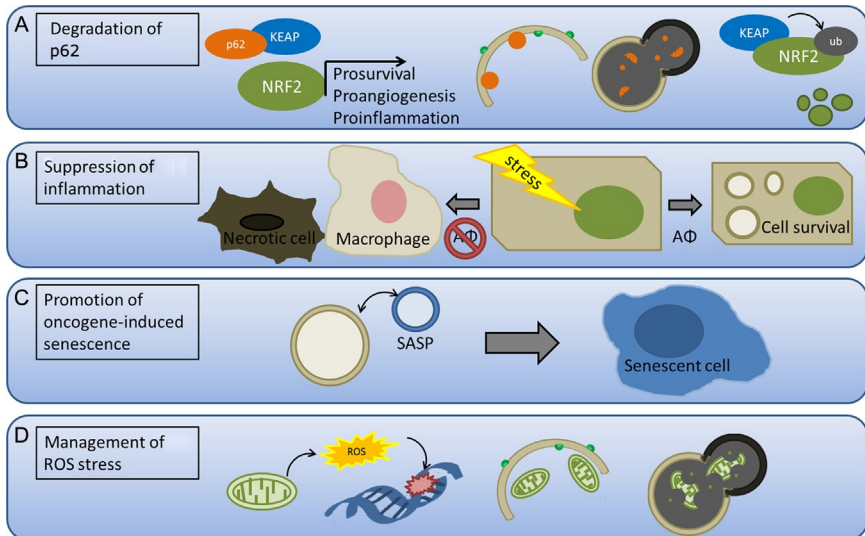 A
Degradation of
p62
p62
KEAP
NRF2
Prosurvival
Proangiogenesis
Proinflammation
KEAP
ub
NRF2
B
Suppression of
inflammation
Necrotic cell
Macrophage
AΦ
stress
AΦ
Cell survival
C
Promotion of
oncogene-induced
senescence
SASP
Senescent cell
D
Management of
ROS stress
ROS